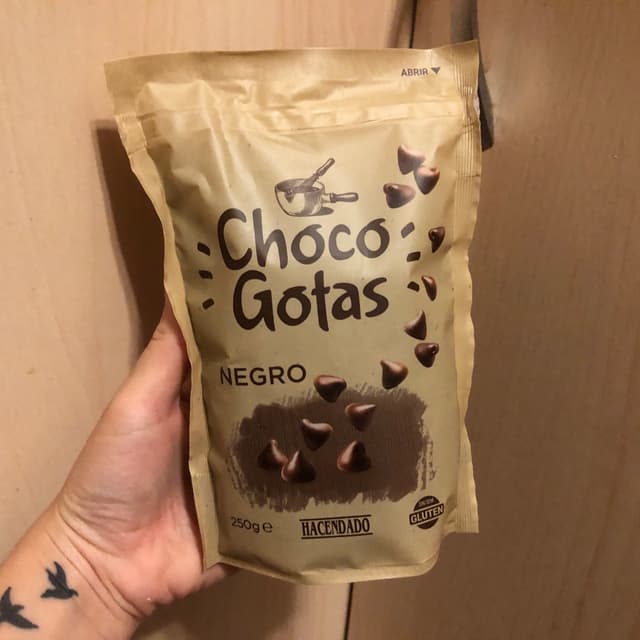 ABRIR
Choco
Gotas
NEGRO
250g e
HACENDADO
GLUTEN